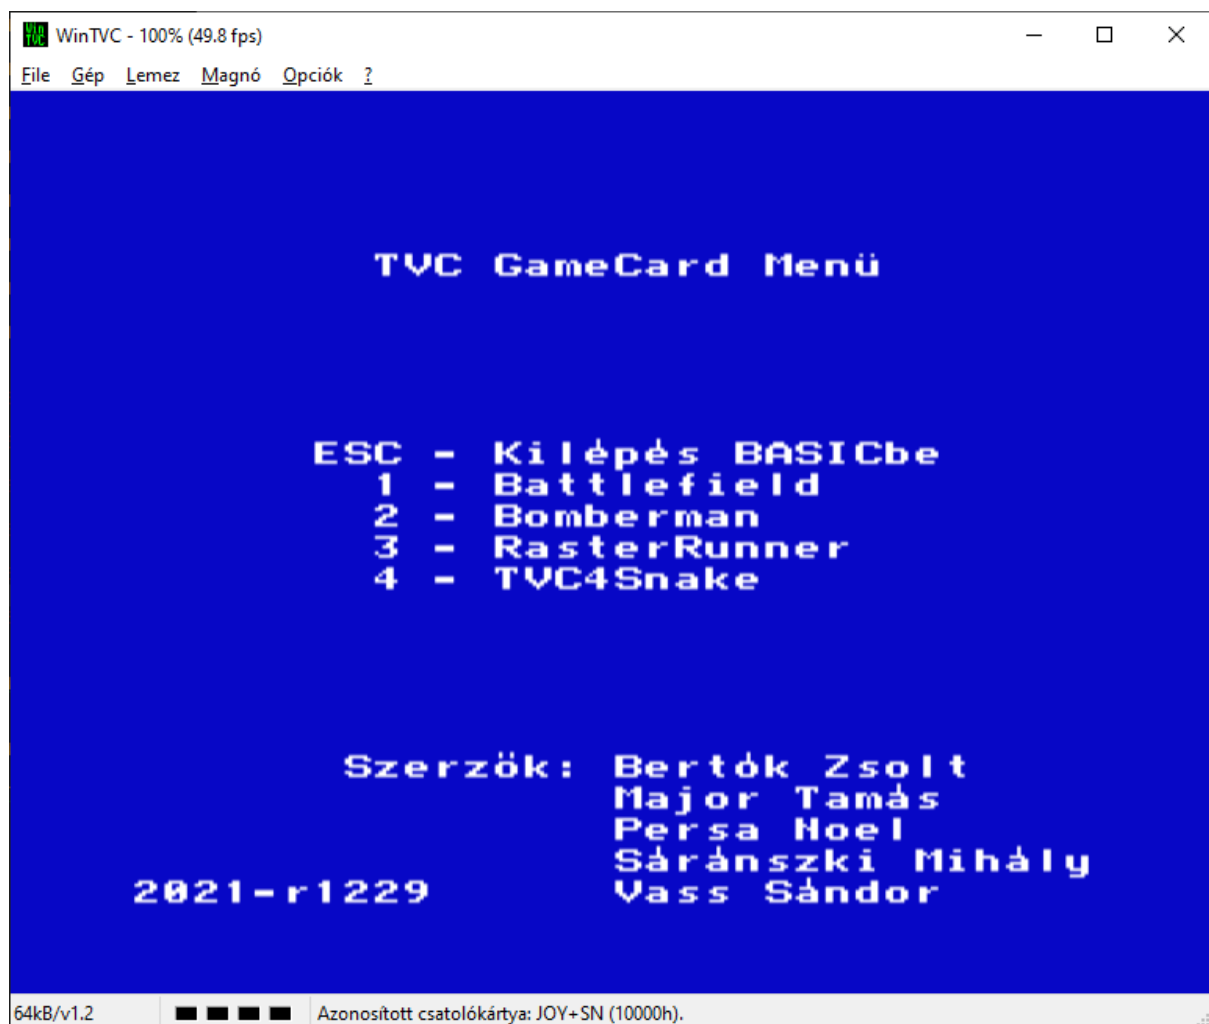 WinTVC - 100% (49.8 fps)
File Gép Lemez Magnó Opciók ?
TVC GameCard Menü
ESC - Kilépés BASICbe
1 - Battlefield
2 - Bomberman
3 - RasterRunner
4 - TVC4Snake
Szerzök: Bertók Zsolt
Major Tamás
Persa Noel
Sáránszki Mihály
2021-r1229 Vass Sándor
64kB/v1.2 Azonosított csatolókártya: JOY+SN (10000h).